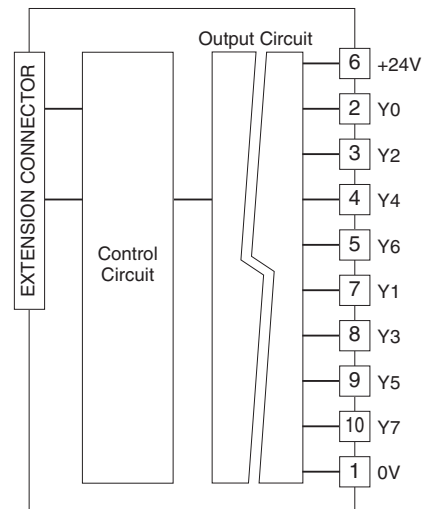 Output Circuit
EXTENSION CONNECTOR
Control
Circuit
6 +24V
2 Y0
3 Y2
4 Y4
5 Y6
7 Y1
8 Y3
9 Y5
10 Y7
1 0V